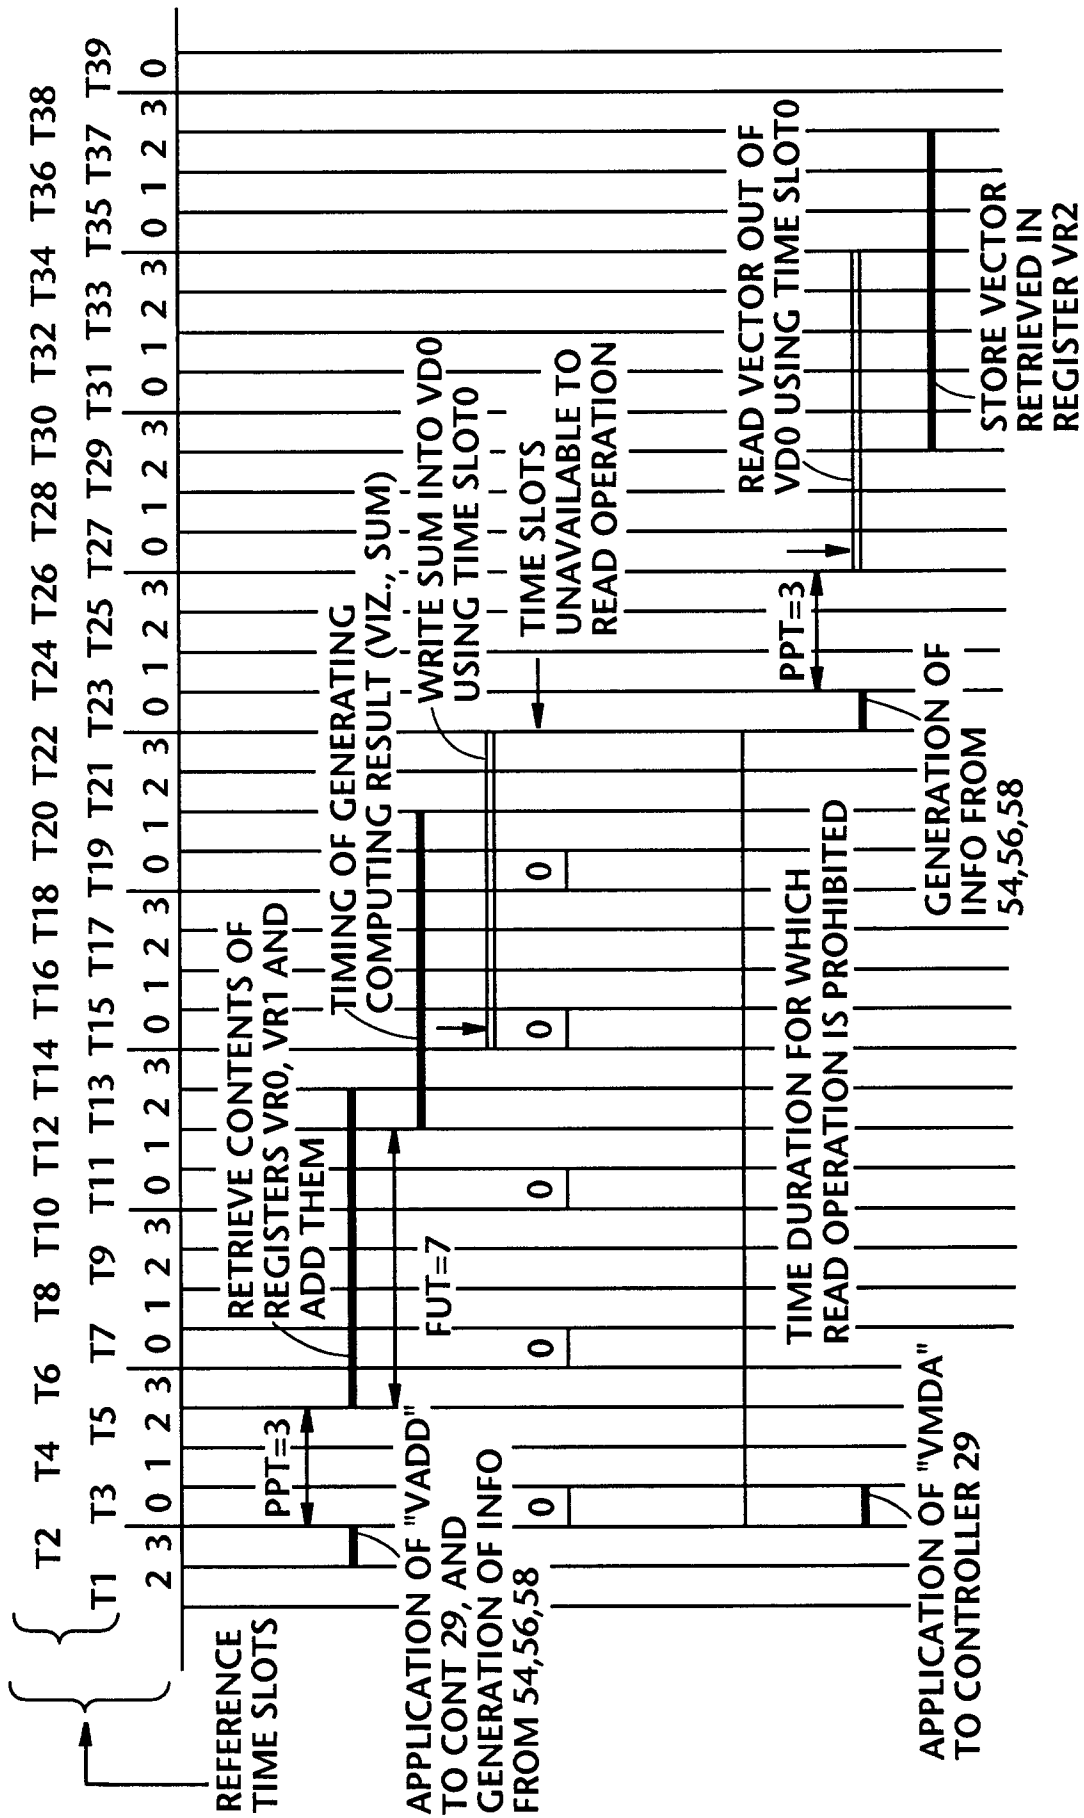 REFERENCE
TIME SLOTS
T1 T2 T3 T4 T5 T6 T7 T8 T9 T10 T11 T12 T13 T14 T15 T16 T17 T18 T19 T20 T21 T22 T23 T24 T25 T26 T27 T28 T29 T30 T31 T32 T33 T34 T35 T36 T37 T38 T39
2 3 0 1 2 3 0 1 2 3 0 1 2 3 0 1 2 3 0 1 2 3 0 1 2 3 0 1 2 3 0 1 2 3 0 1 2 3 0
PPT=3
RETRIEVE CONTENTS OF
REGISTERS VR0, VR1 AND
ADD THEM
APPLICATION OF "VADD"
TO CONT 29, AND
GENERATION OF INFO
FROM 54,56,58
FUT=7
TIMING OF GENERATING
COMPUTING RESULT (VIZ., SUM)
WRITE SUM INTO VD0
USING TIME SLOT0
0 0 0 0 0
TIME SLOTS
UNAVAILABLE TO
READ OPERATION
TIME DURATION FOR WHICH
READ OPERATION IS PROHIBITED
PPT=3
READ VECTOR OUT OF
VD0 USING TIME SLOT0
APPLICATION OF "VMDA"
TO CONTROLLER 29
GENERATION OF
INFO FROM
54,56,58
STORE VECTOR
RETRIEVED IN
REGISTER VR2